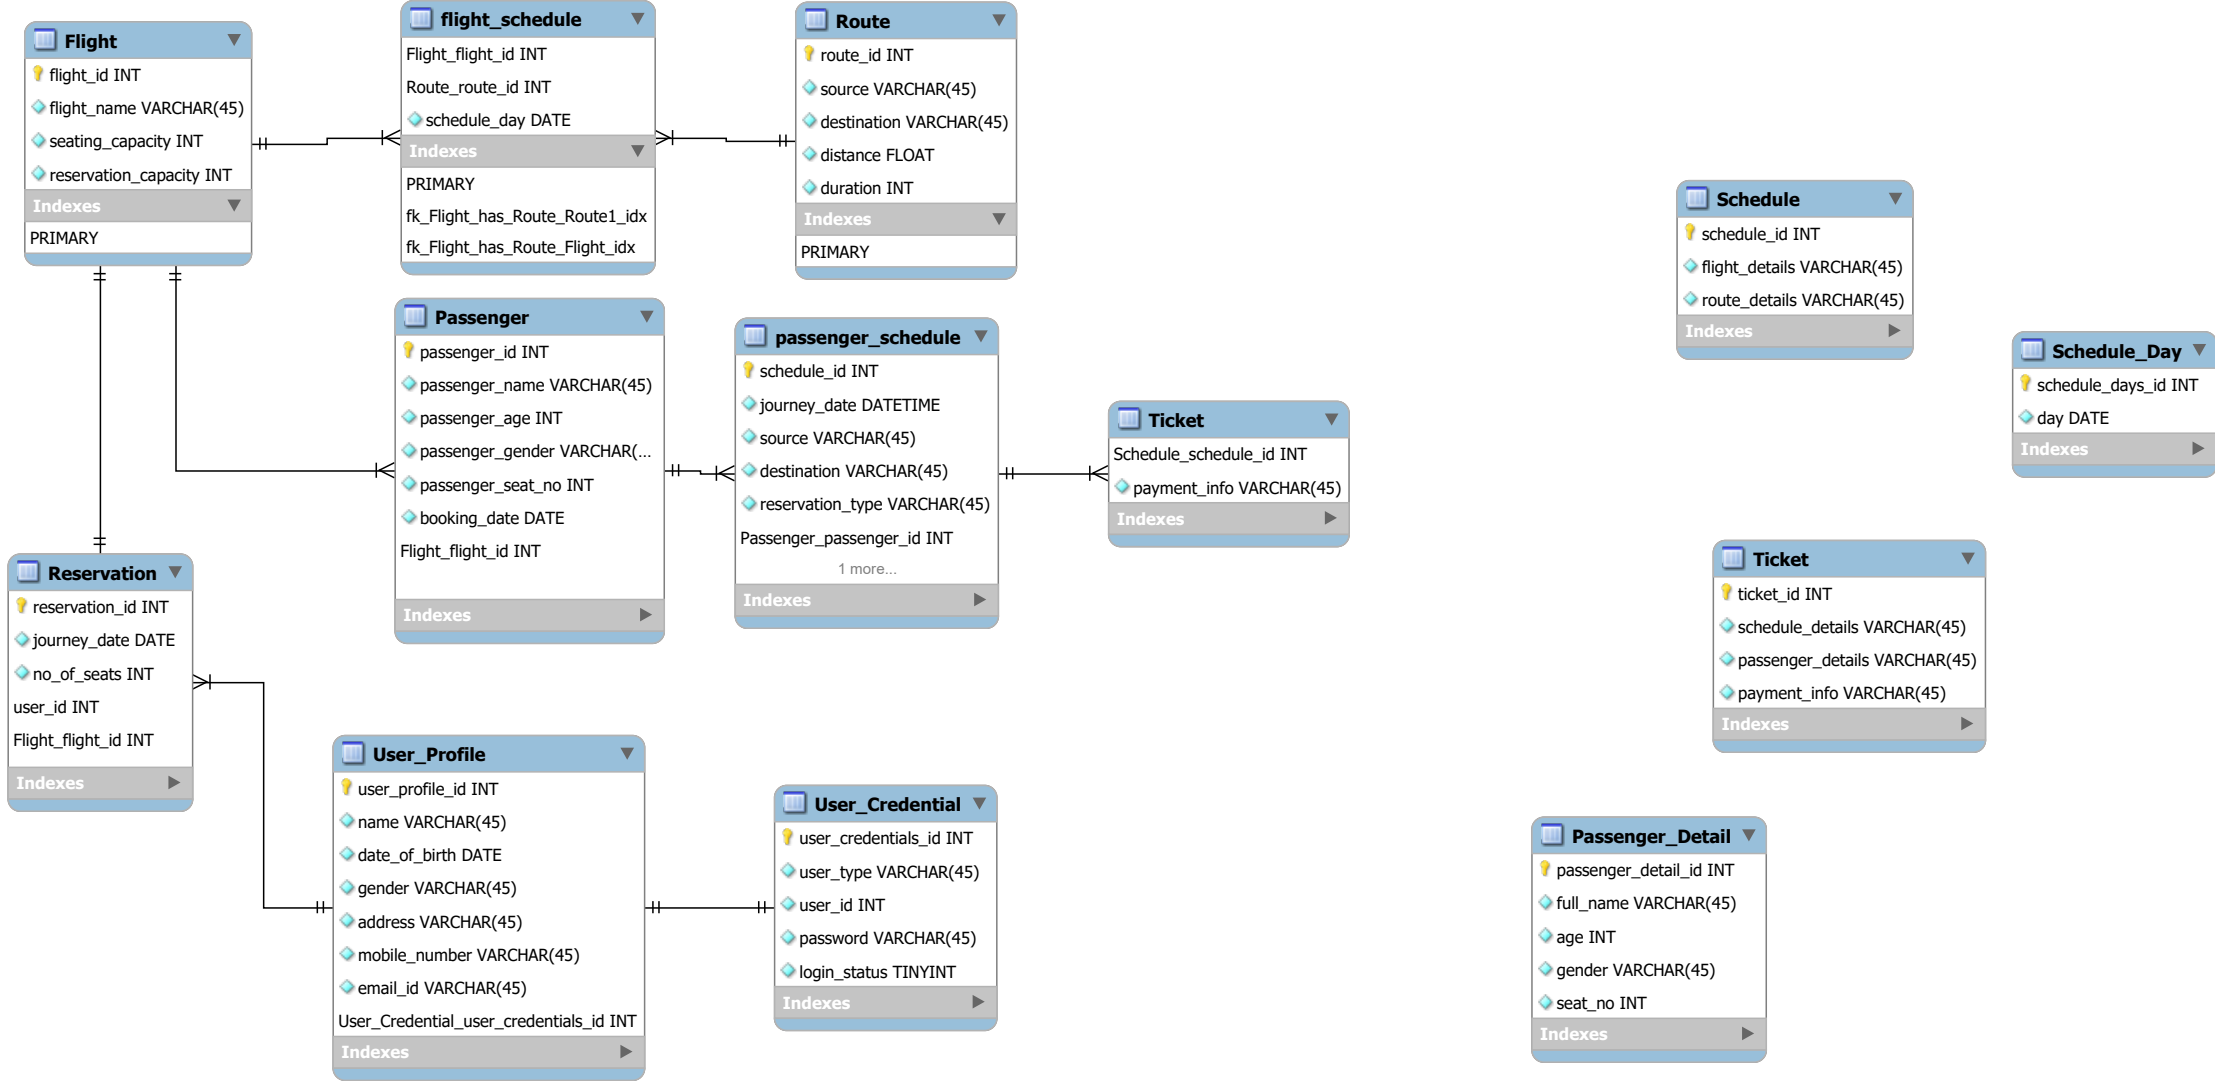 Flight
flight_id INT
flight_name VARCHAR(45)
seating_capacity INT
reservation_capacity INT
Indexes
PRIMARY
flight_schedule
Flight_flight_id INT
Route_route_id INT
schedule_day DATE
Indexes
PRIMARY
fk_Flight_has_Route_Route1_idx
fk_Flight_has_Route_Flight_idx
Route
route_id INT
source VARCHAR(45)
destination VARCHAR(45)
distance FLOAT
duration INT
Indexes
PRIMARY
Schedule
schedule_id INT
flight_details VARCHAR(45)
route_details VARCHAR(45)
Indexes
Schedule_Day
schedule_days_id INT
day DATE
Indexes
Passenger
passenger_id INT
passenger_name VARCHAR(45)
passenger_age INT
passenger_gender VARCHAR(...
passenger_seat_no INT
booking_date DATE
Flight_flight_id INT
Indexes
passenger_schedule
schedule_id INT
journey_date DATETIME
source VARCHAR(45)
destination VARCHAR(45)
reservation_type VARCHAR(45)
Passenger_passenger_id INT
1 more...
Indexes
Ticket
Schedule_schedule_id INT
payment_info VARCHAR(45)
Indexes
Ticket
ticket_id INT
schedule_details VARCHAR(45)
passenger_details VARCHAR(45)
payment_info VARCHAR(45)
Indexes
Reservation
reservation_id INT
journey_date DATE
no_of_seats INT
user_id INT
Flight_flight_id INT
Indexes
User_Profile
user_profile_id INT
name VARCHAR(45)
date_of_birth DATE
gender VARCHAR(45)
address VARCHAR(45)
mobile_number VARCHAR(45)
email_id VARCHAR(45)
User_Credential_user_credentials_id INT
Indexes
User_Credential
user_credentials_id INT
user_type VARCHAR(45)
user_id INT
password VARCHAR(45)
login_status TINYINT
Indexes
Passenger_Detail
passenger_detail_id INT
full_name VARCHAR(45)
age INT
gender VARCHAR(45)
seat_no INT
Indexes